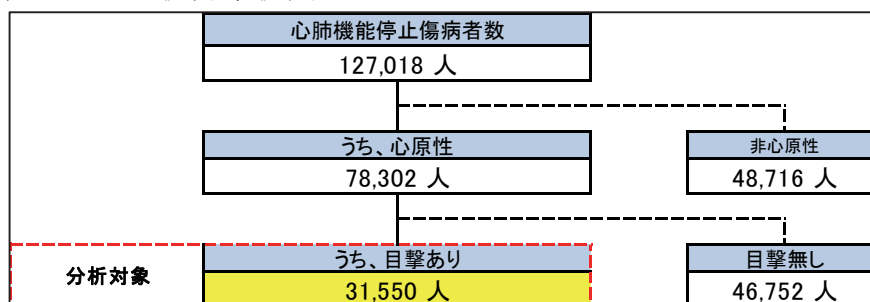 心肺機能停止傷病者数
127,018 人
うち、心原性
非心原性
78,302 人
48,716 人
うち、目撃あり
目撃無し
分析対象
31,550 人
46,752 人